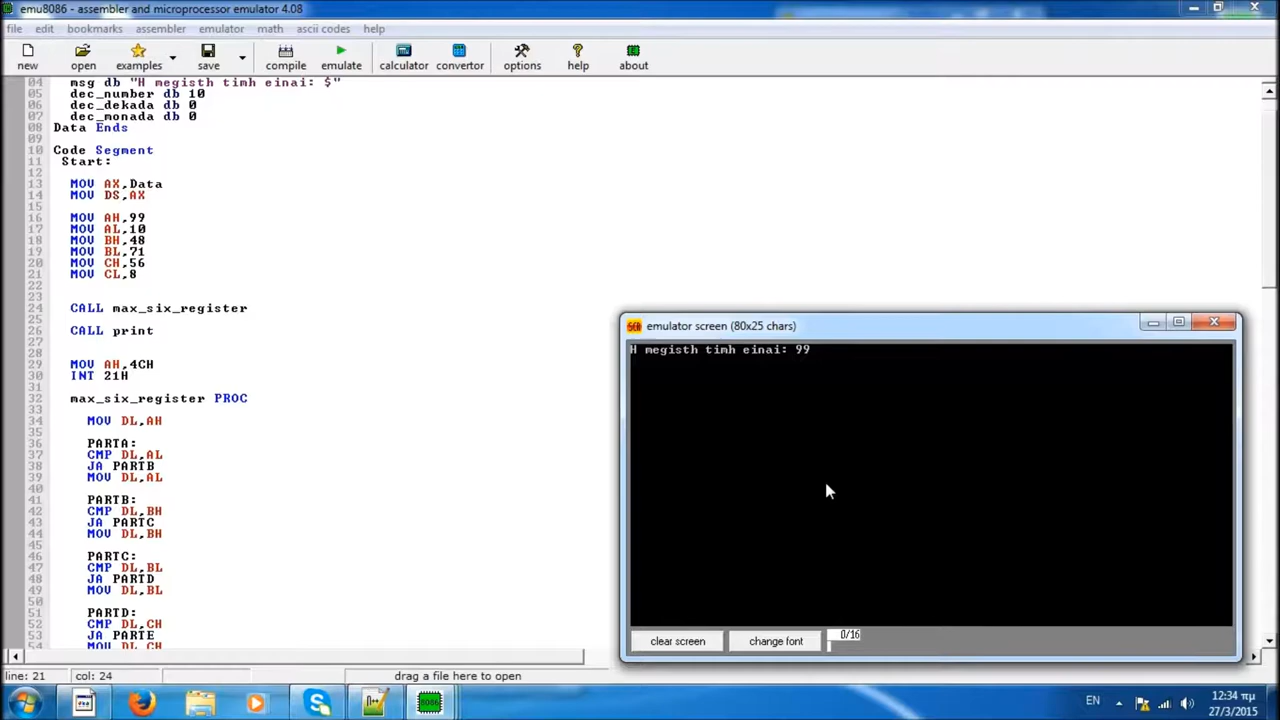 emu8086 - assembler and microprocessor emulator 4.08
file edit bookmarks assembler emulator math ascii codes help
new open examples save compile emulate calculator convertor options help about
04 msg db "H megisth timh einai: $"
05 dec_number db 10
06 dec_dekada db 0
07 dec_monada db 0
08 Data Ends
09
10 Code Segment
11 Start:
12
13 MOV AX,Data
14 MOV DS,AX
15
16 MOV AH,99
17 MOV AL,10
18 MOV BH,48
19 MOV BL,71
20 MOV CH,56
21 MOV CL,8
22
23
24 CALL max_six_register
25
26 CALL print
27
28
29 MOV AH,4CH
30 INT 21H
31
32 max_six_register PROC
33
34 MOV DL,AH
35
36 PARTA:
37 CMP DL,AL
38 JA PARTB
39 MOV DL,AL
40
41 PARTB:
42 CMP DL,BH
43 JA PARTC
44 MOV DL,BH
45
46 PARTC:
47 CMP DL,BL
48 JA PARTD
49 MOV DL,BL
50
51 PARTD:
52 CMP DL,CH
53 JA PARTE
54 MOV DL,CH
emulator screen (80x25 chars)
H megisth timh einai: 99
clear screen change font 0/16
line: 21 col: 24 drag a file here to open
EN 12:34 πμ
27/3/2015